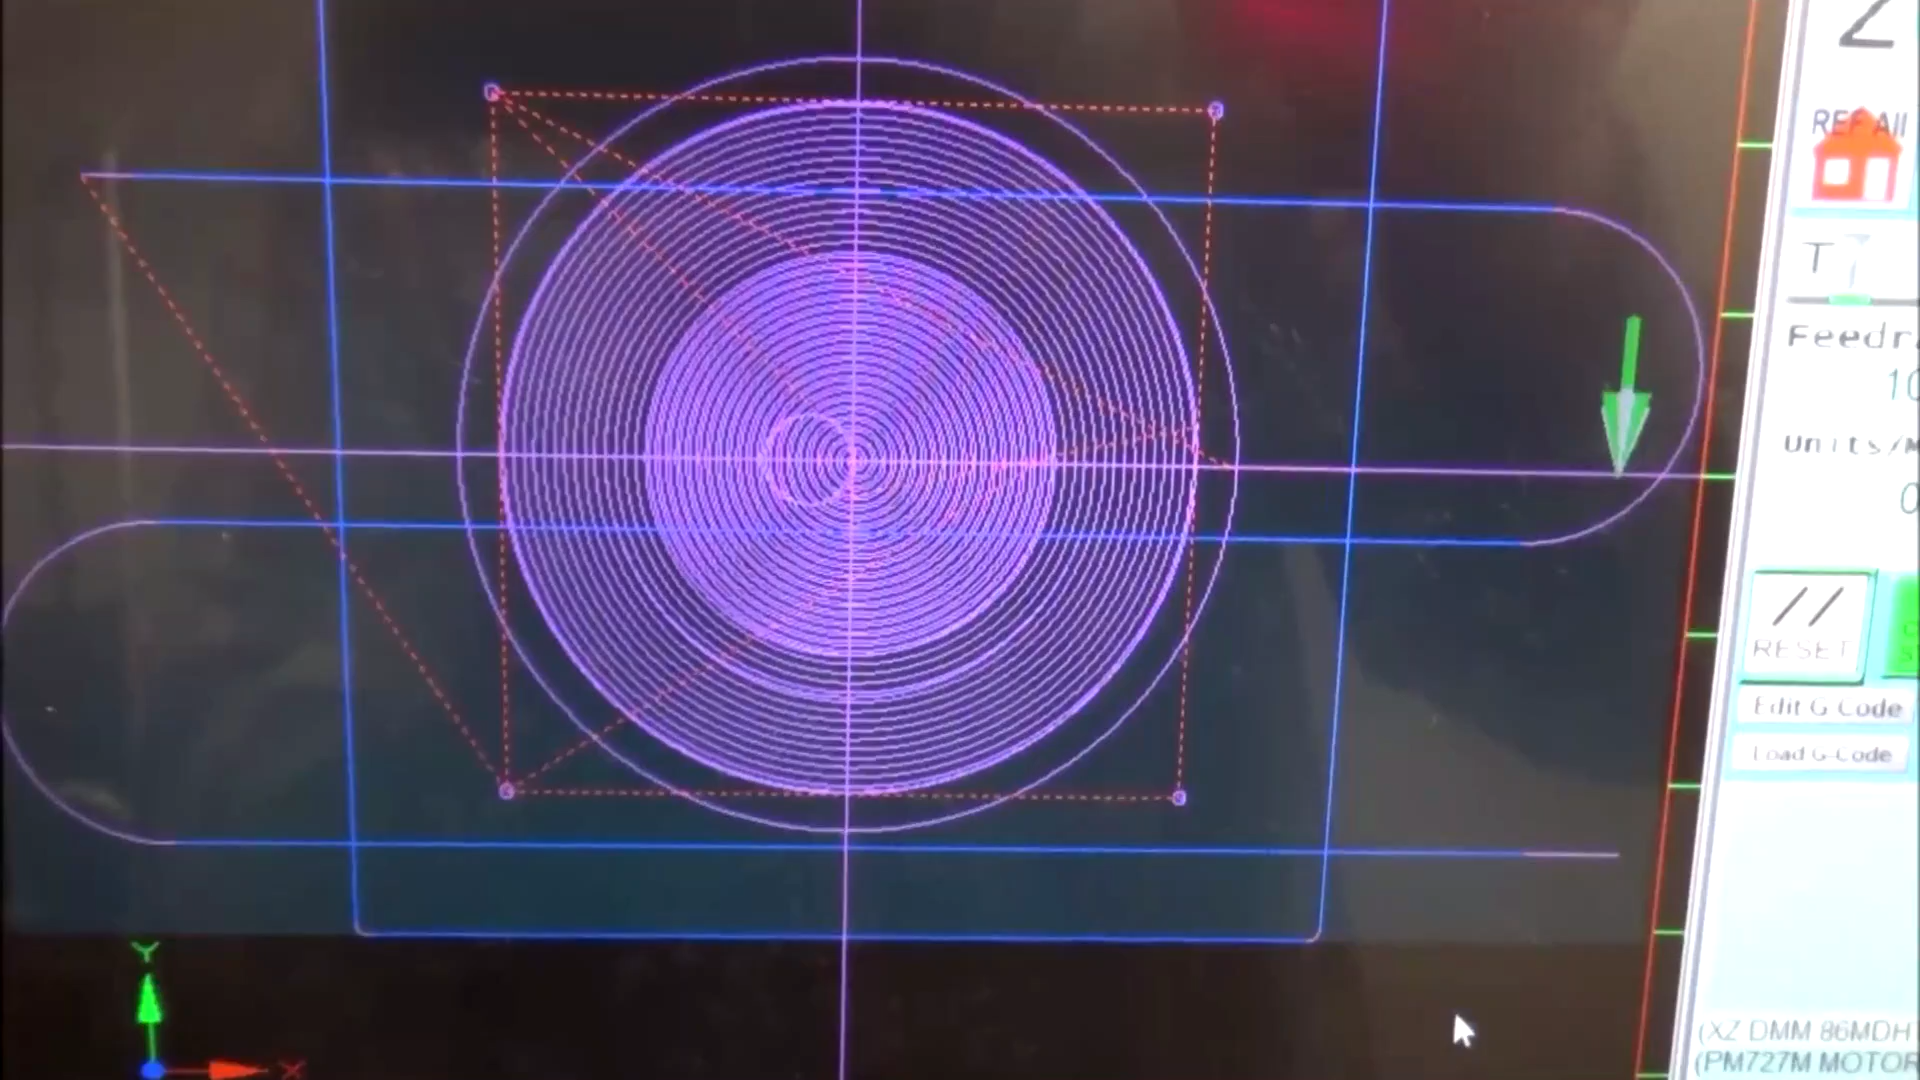 Z
REF All
T
Feedr
10
Units/M
0
//
RESET
Edit G Code
Load G-Code
(XZ DMM 86MDH
(PM727M MOTOR
Y
X